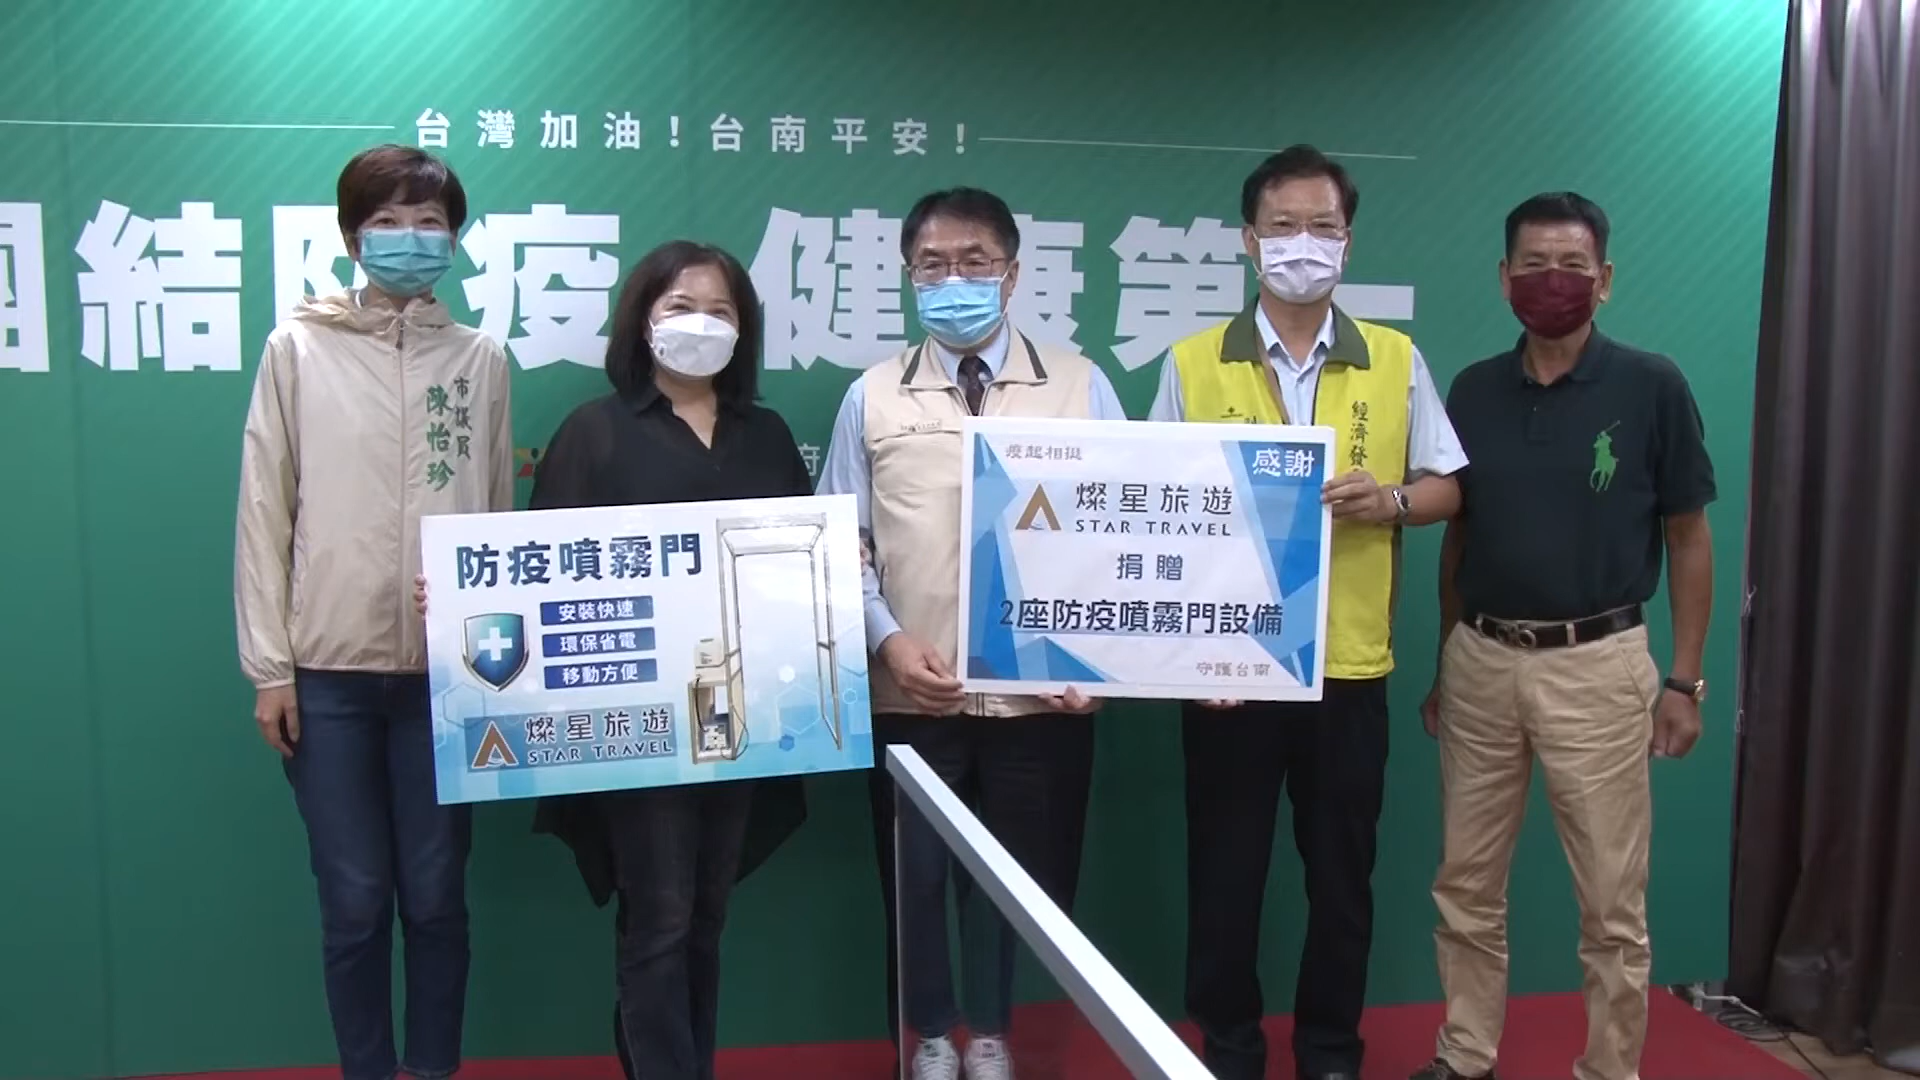 台灣加油！台南平安！
團結防疫 健康第一
府
市議員
陳怡珍
經濟發
防疫噴霧門
安裝快速
環保省電
移動方便
燦星旅遊
STAR TRAVEL
疫起相挺
感謝
燦星旅遊
STAR TRAVEL
捐贈
2座防疫噴霧門設備
守護台南